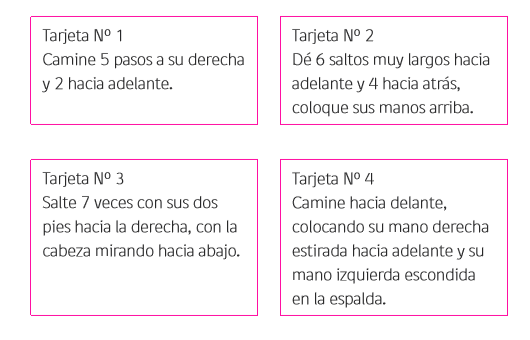 Tarjeta Nº 1
Camine 5 pasos a su derecha
y 2 hacia adelante.
Tarjeta Nº 2
Dé 6 saltos muy largos hacia
adelante y 4 hacia atrás,
coloque sus manos arriba.
Tarjeta Nº 3
Salte 7 veces con sus dos
pies hacia la derecha, con la
cabeza mirando hacia abajo.
Tarjeta Nº 4
Camine hacia delante,
colocando su mano derecha
estirada hacia adelante y su
mano izquierda escondida
en la espalda.